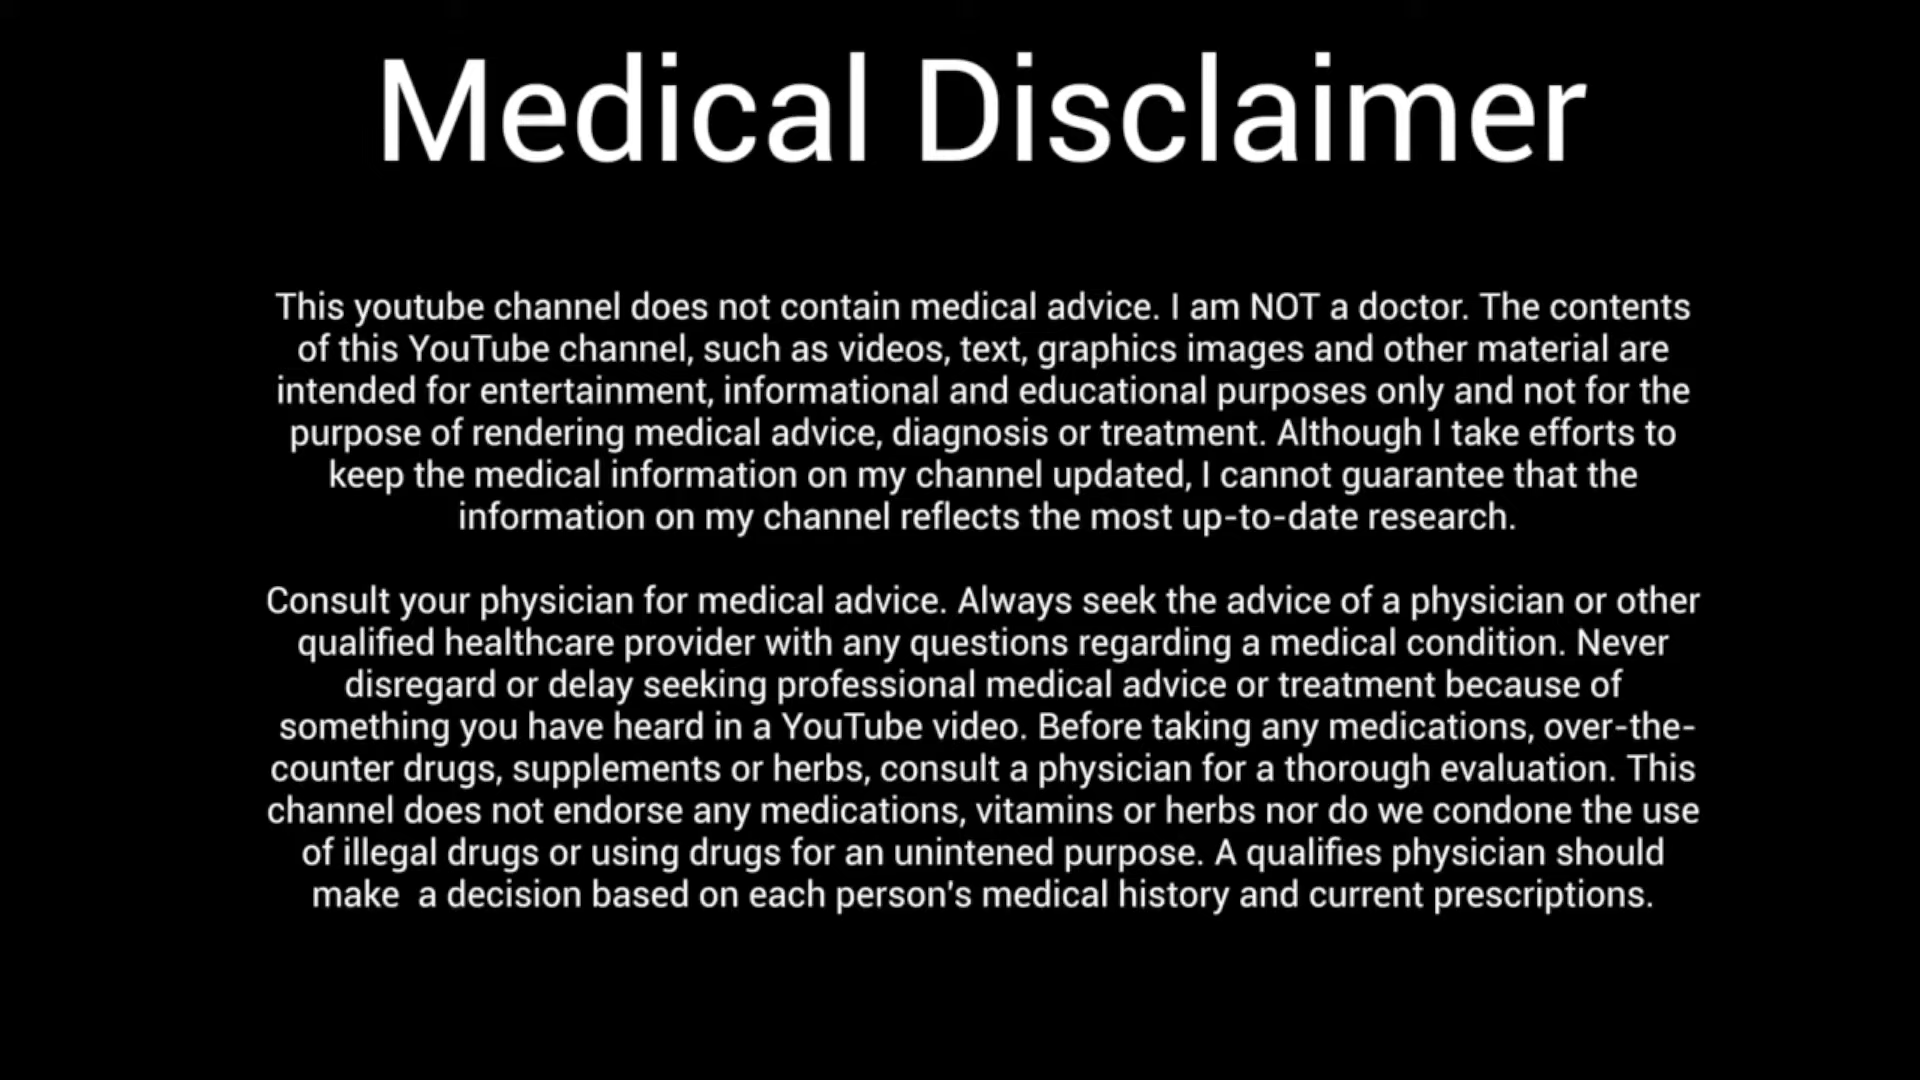 Medical Disclaimer
This youtube channel does not contain medical advice. I am NOT a doctor. The contents
of this YouTube channel, such as videos, text, graphics images and other material are
intended for entertainment, informational and educational purposes only and not for the
purpose of rendering medical advice, diagnosis or treatment. Although I take efforts to
keep the medical information on my channel updated, I cannot guarantee that the
information on my channel reflects the most up-to-date research.
Consult your physician for medical advice. Always seek the advice of a physician or other
qualified healthcare provider with any questions regarding a medical condition. Never
disregard or delay seeking professional medical advice or treatment because of
something you have heard in a YouTube video. Before taking any medications, over-the-
counter drugs, supplements or herbs, consult a physician for a thorough evaluation. This
channel does not endorse any medications, vitamins or herbs nor do we condone the use
of illegal drugs or using drugs for an unintened purpose. A qualifies physician should
make  a decision based on each person's medical history and current prescriptions.